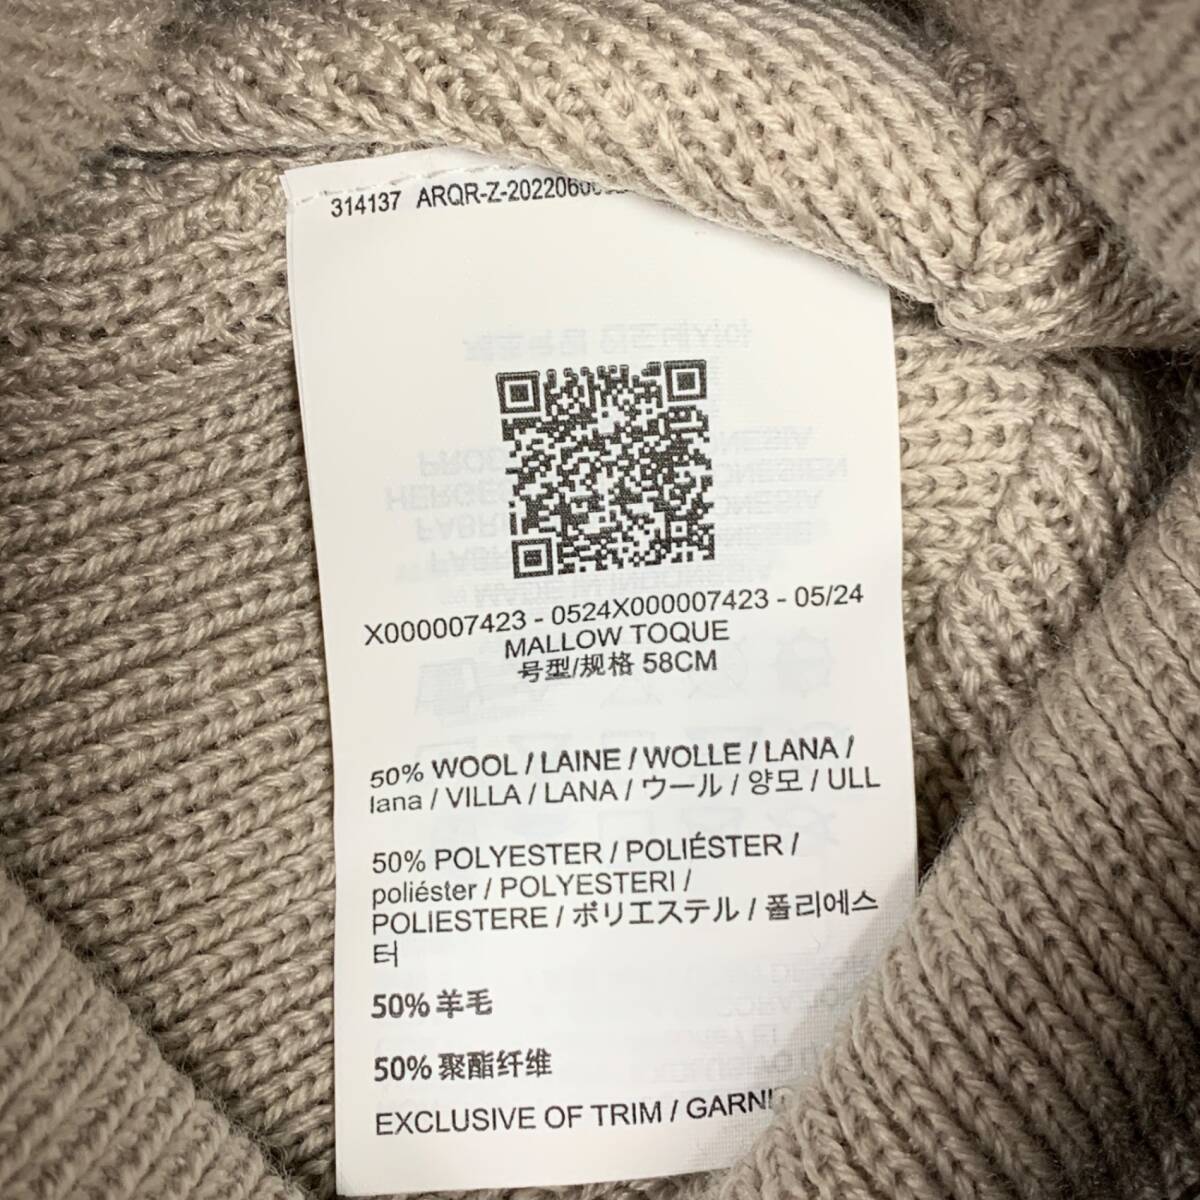 314137 ARQR-Z-2022060
X000007423 - 0524X000007423 - 05/24
MALLOW TOQUE
号型/规格 58CM
50% WOOL / LAINE / WOLLE / LANA /
lana / VILLA / LANA / ウール / 양모 / ULL
50% POLYESTER / POLIÉSTER /
poliéster / POLYESTERI /
POLIESTERE / ポリエステル / 폴리에스
터
50% 羊毛
50% 聚酯纤维
EXCLUSIVE OF TRIM / GARNI